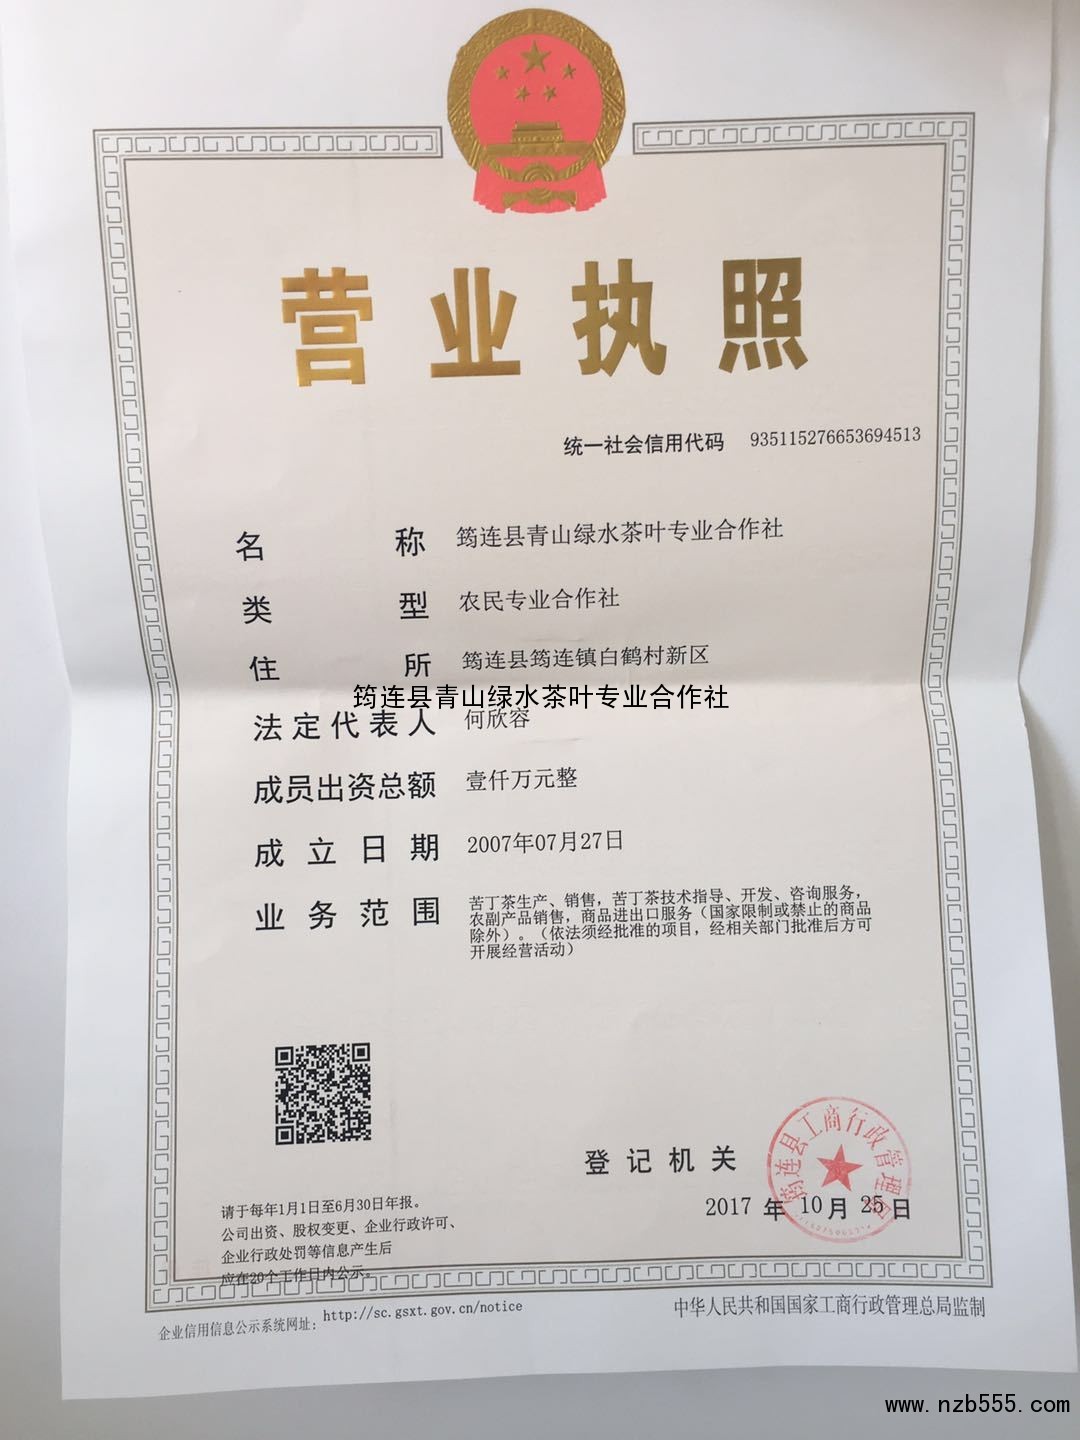 营业执照
统一社会信用代码 935115276653694513
名称 筠连县青山绿水茶叶专业合作社
类型 农民专业合作社
住所 筠连县筠连镇白鹤村新区
筠连县青山绿水茶叶专业合作社
法定代表人 何欣容
成员出资总额 壹仟万元整
成立日期 2007年07月27日
业务范围 苦丁茶生产、销售，苦丁茶技术指导、开发、咨询服务，
农副产品销售，商品进出口服务（国家限制或禁止的商品
除外）。（依法须经批准的项目，经相关部门批准后方可
开展经营活动）
筠连县工商行政管理局
登记机关
2017年10月25日
请于每年1月1日至6月30日年报。
公司出资、股权变更、企业行政许可、
企业行政处罚等信息产生后
应在20个工作日内公示。
企业信用信息公示系统网址：http://sc.gsxt.gov.cn/notice
中华人民共和国国家工商行政管理总局监制
www.nzb555.com